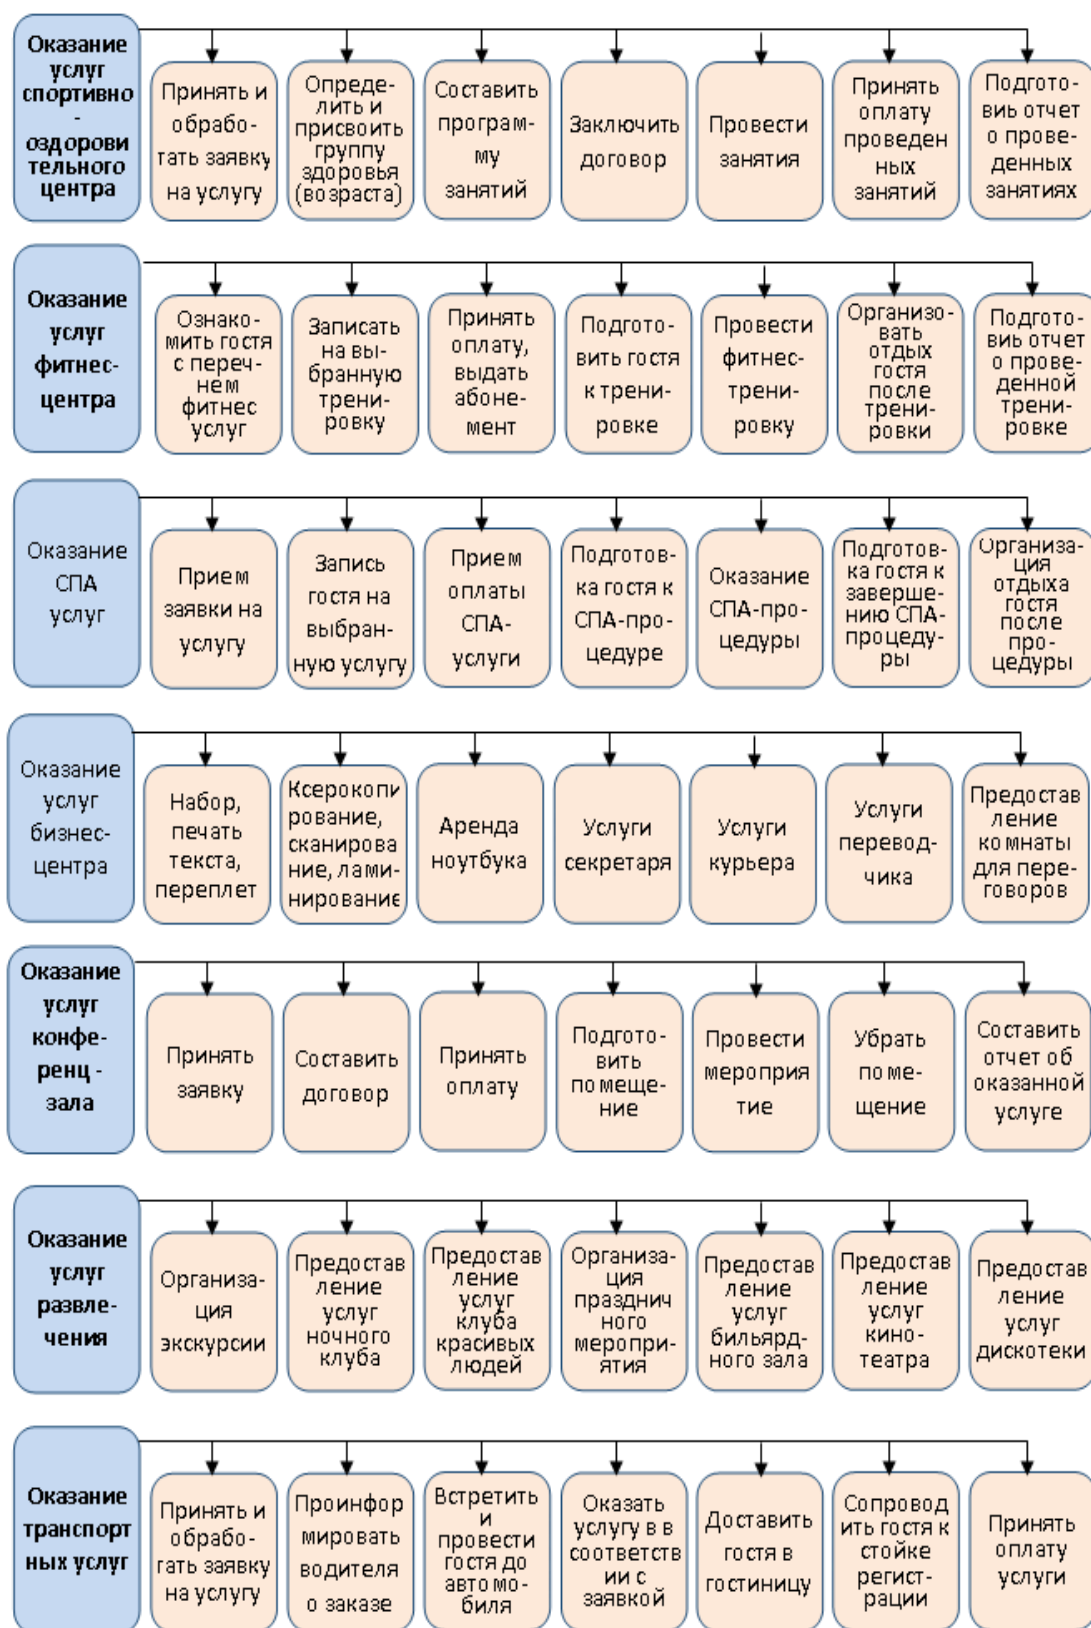 Оказание
услуг
спортивно
-
оздорови
тельного
центра
Принять и
обрабо-
тать заявку
на услугу
Опреде-
лить и
присвоить
группу
здоровья
(возраста)
Составить
програм-
му
занятий
Заключить
договор
Провести
занятия
Принять
оплату
проведен
ных
занятий
Подгото-
виь отчет
о прове-
денных
занятиях
Оказание
услуг
фитнес-
центра
Ознако-
мить гостя
с переч-
нем
фитнес
услуг
Записать
на вы-
бранную
трени-
ровку
Принять
оплату,
выдать
абоне-
мент
Подгото-
вить гостя
к трени-
ровке
Провести
фитнес-
трени-
ровку
Организо-
вать
отдых
гостя
после
трени-
ровки
Подгото-
виь отчет
о прове-
денной
трени-
ровке
Оказание
СПА
услуг
Прием
заявки на
услугу
Запись
гостя на
выбран-
ную услугу
Прием
оплаты
СПА-
услуги
Подготов-
ка гостя к
СПА-про-
цедуре
Оказание
СПА-про-
цедуры
Подготов-
ка гостя к
заверше-
нию СПА-
процеду-
ры
Организа-
ция
отдыха
гостя
после
про-
цедуры
Оказание
услуг
бизнес-
центра
Набор,
печать
текста,
переплет
Ксерокопи
рование,
сканирова
ние, лами-
нирование
Аренда
ноутбука
Услуги
секретаря
Услуги
курьера
Услуги
перевод-
чика
Предостав
ление
комнаты
для пере-
говоров
Оказание
услуг
конфе-
ренц -
зала
Принять
заявку
Составить
договор
Принять
оплату
Подгото-
вить
помеще-
ние
Провести
мероприя
тие
Убрать
поме-
щение
Составить
отчет об
оказанной
услуге
Оказание
услуг
развле-
чения
Организа-
ция
экскурсии
Предостав
ление
услуг
ночного
клуба
Предостав
ление
услуг
клуба
красивых
людей
Организа-
ция
празднич
ного
меропри-
ятия
Предостав
ление
услуг
бильярд-
ного зала
Предостав
ление
услуг
кино-
театра
Предостав
ление
услуг
дискотеки
Оказание
транспорт
ных услуг
Принять и
обрабо-
тать заявку
на услугу
Проинфор
мировать
водителя
о заказе
Встретить
и
провести
гостя до
автомо-
биля
Оказать
услугу в в
соответств
ии с
заявкой
Доставить
гостя в
гостиницу
Сопровод
ить гостя к
стойке
регист-
рации
Принять
оплату
услуги